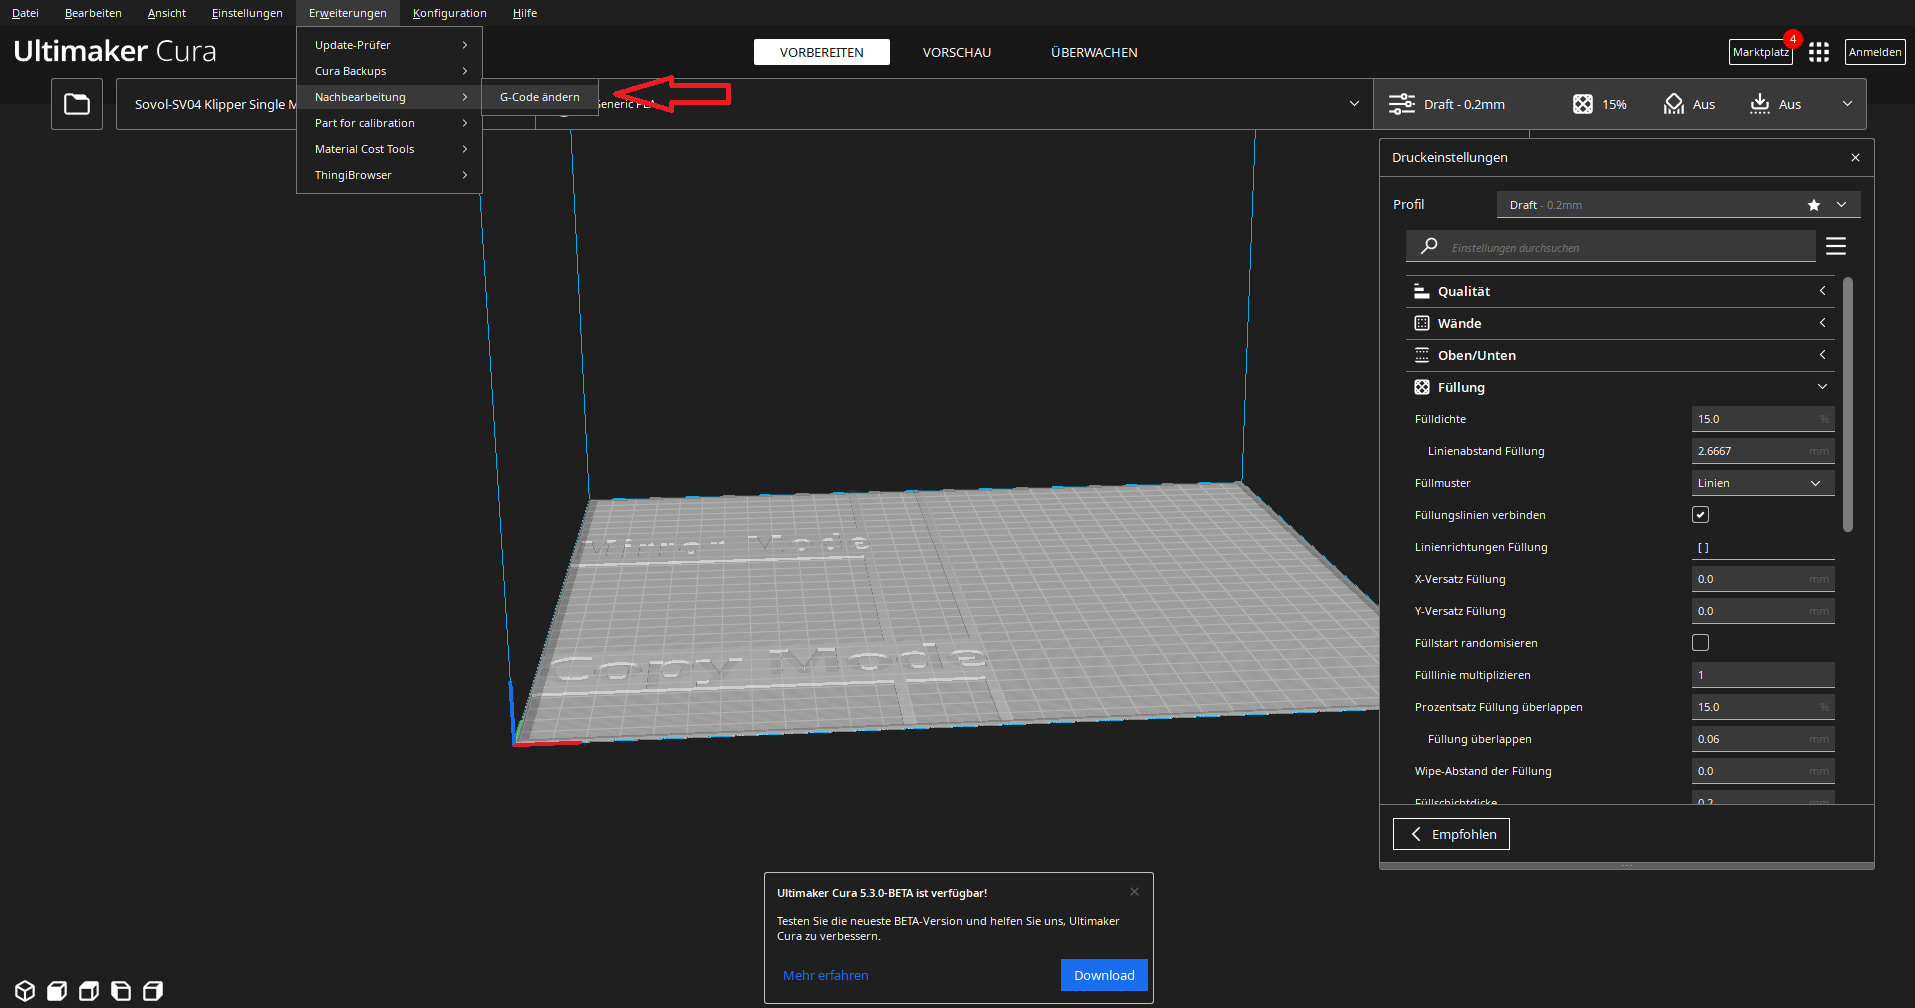 Datei Bearbeiten Ansicht Einstellungen Erweiterungen Konfiguration Hilfe
Ultimaker Cura
VORBEREITEN VORSCHAU ÜBERWACHEN
Marktplatz 4
Anmelden
Update-Prüfer
Cura Backups
Nachbearbeitung
Part for calibration
Material Cost Tools
ThingiBrowser
G-Code ändern
Sovol-SV04 Klipper Single M
Generic PLA
Draft - 0.2mm 15% Aus Aus
Druckeinstellungen
Profil Draft - 0.2mm
Einstellungen durchsuchen
Qualität
Wände
Oben/Unten
Füllung
Fülldichte 15.0 %
Linienabstand Füllung 2.6667 mm
Füllmuster Linien
Füllungslinien verbinden
Linienrichtungen Füllung [ ]
X-Versatz Füllung 0.0 mm
Y-Versatz Füllung 0.0 mm
Füllstart randomisieren
Fülllinie multiplizieren 1
Prozentsatz Füllung überlappen 15.0 %
Füllung überlappen 0.06 mm
Wipe-Abstand der Füllung 0.0 mm
Füllschichtdicke 0.2 mm
Empfohlen
Mirror Mode
Copy Mode
Ultimaker Cura 5.3.0-BETA ist verfügbar!
Testen Sie die neueste BETA-Version und helfen Sie uns, Ultimaker
Cura zu verbessern.
Mehr erfahren Download